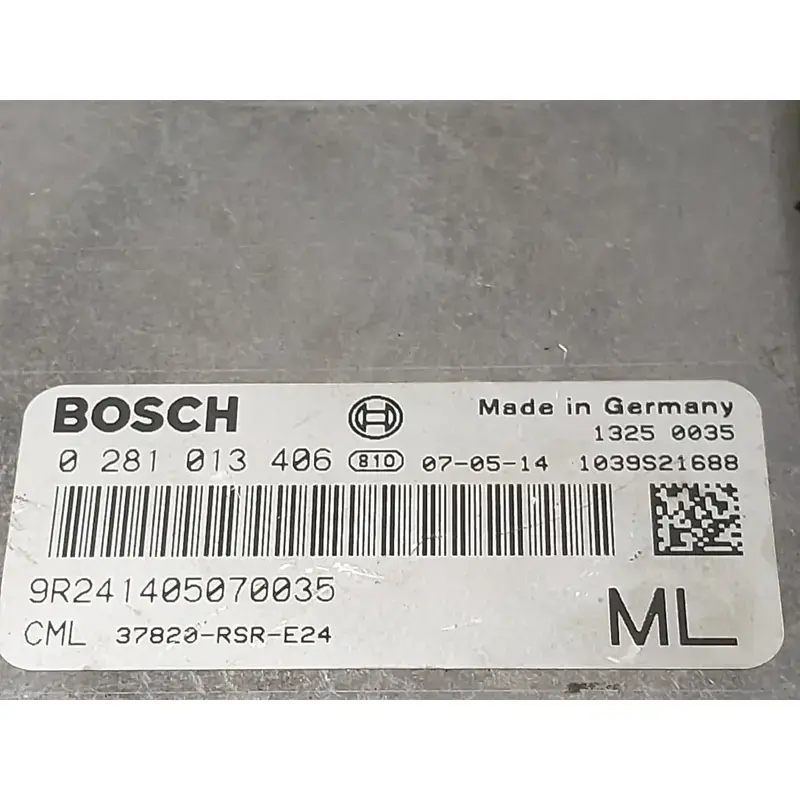 BOSCH Made in Germany
1325 0035
0 281 013 406 810 07-05-14 1039S21688
9R241405070035
CML 37820-RSR-E24 ML